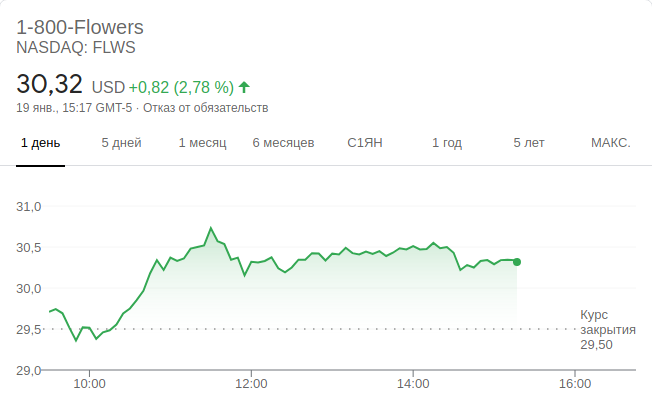 1-800-Flowers
NASDAQ: FLWS
30,32 USD +0,82 (2,78 %)
19 янв., 15:17 GMT-5 · Отказ от обязательств
1 день 5 дней 1 месяц 6 месяцев С1ЯН 1 год 5 лет МАКС.
31,0
30,5
30,0
29,5
29,0
Курс
закрытия
29,50
10:00 12:00 14:00 16:00